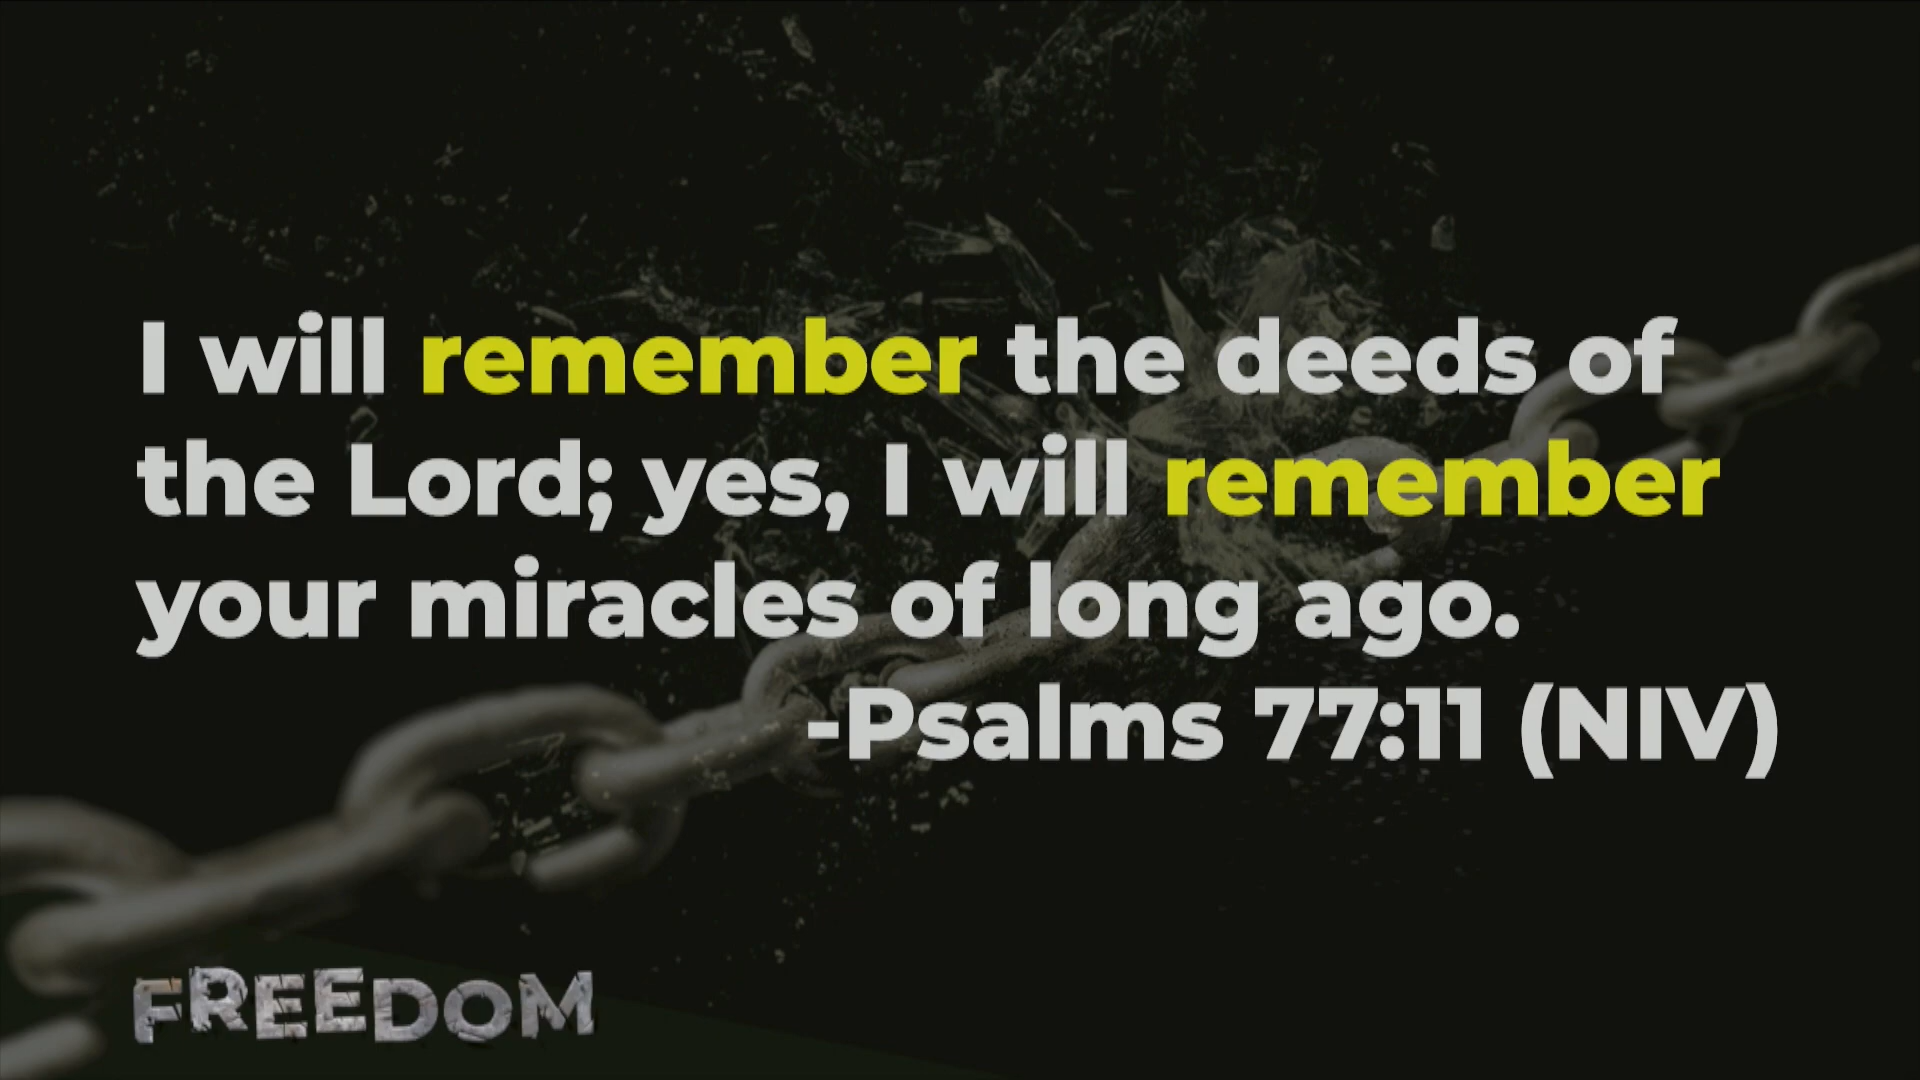 I will remember the deeds of
the Lord; yes, I will remember
your miracles of long ago.
-Psalms 77:11 (NIV)
FREEDOM